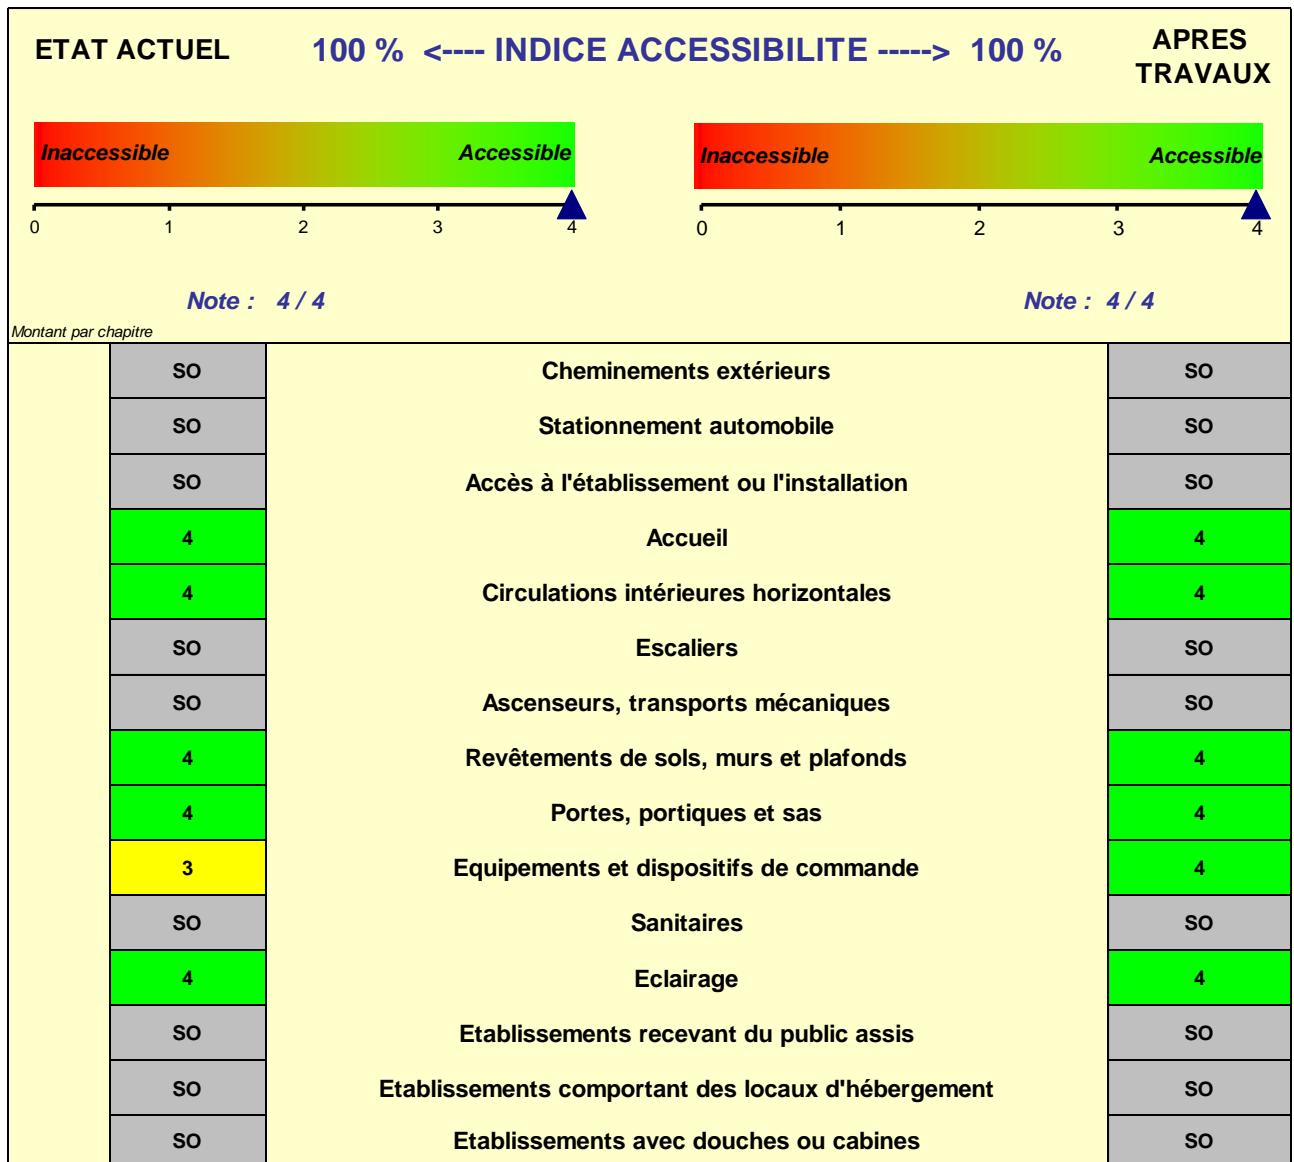 ETAT ACTUEL 100 % <---- INDICE ACCESSIBILITE -----> 100 % APRES TRAVAUX
Inaccessible Accessible Inaccessible Accessible
0 1 2 3 4 0 1 2 3 4
Note : 4 / 4 Note : 4 / 4
Montant par chapitre
SO Cheminements extérieurs SO
SO Stationnement automobile SO
SO Accès à l'établissement ou l'installation SO
4 Accueil 4
4 Circulations intérieures horizontales 4
SO Escaliers SO
SO Ascenseurs, transports mécaniques SO
4 Revêtements de sols, murs et plafonds 4
4 Portes, portiques et sas 4
3 Equipements et dispositifs de commande 4
SO Sanitaires SO
4 Eclairage 4
SO Etablissements recevant du public assis SO
SO Etablissements comportant des locaux d'hébergement SO
SO Etablissements avec douches ou cabines SO